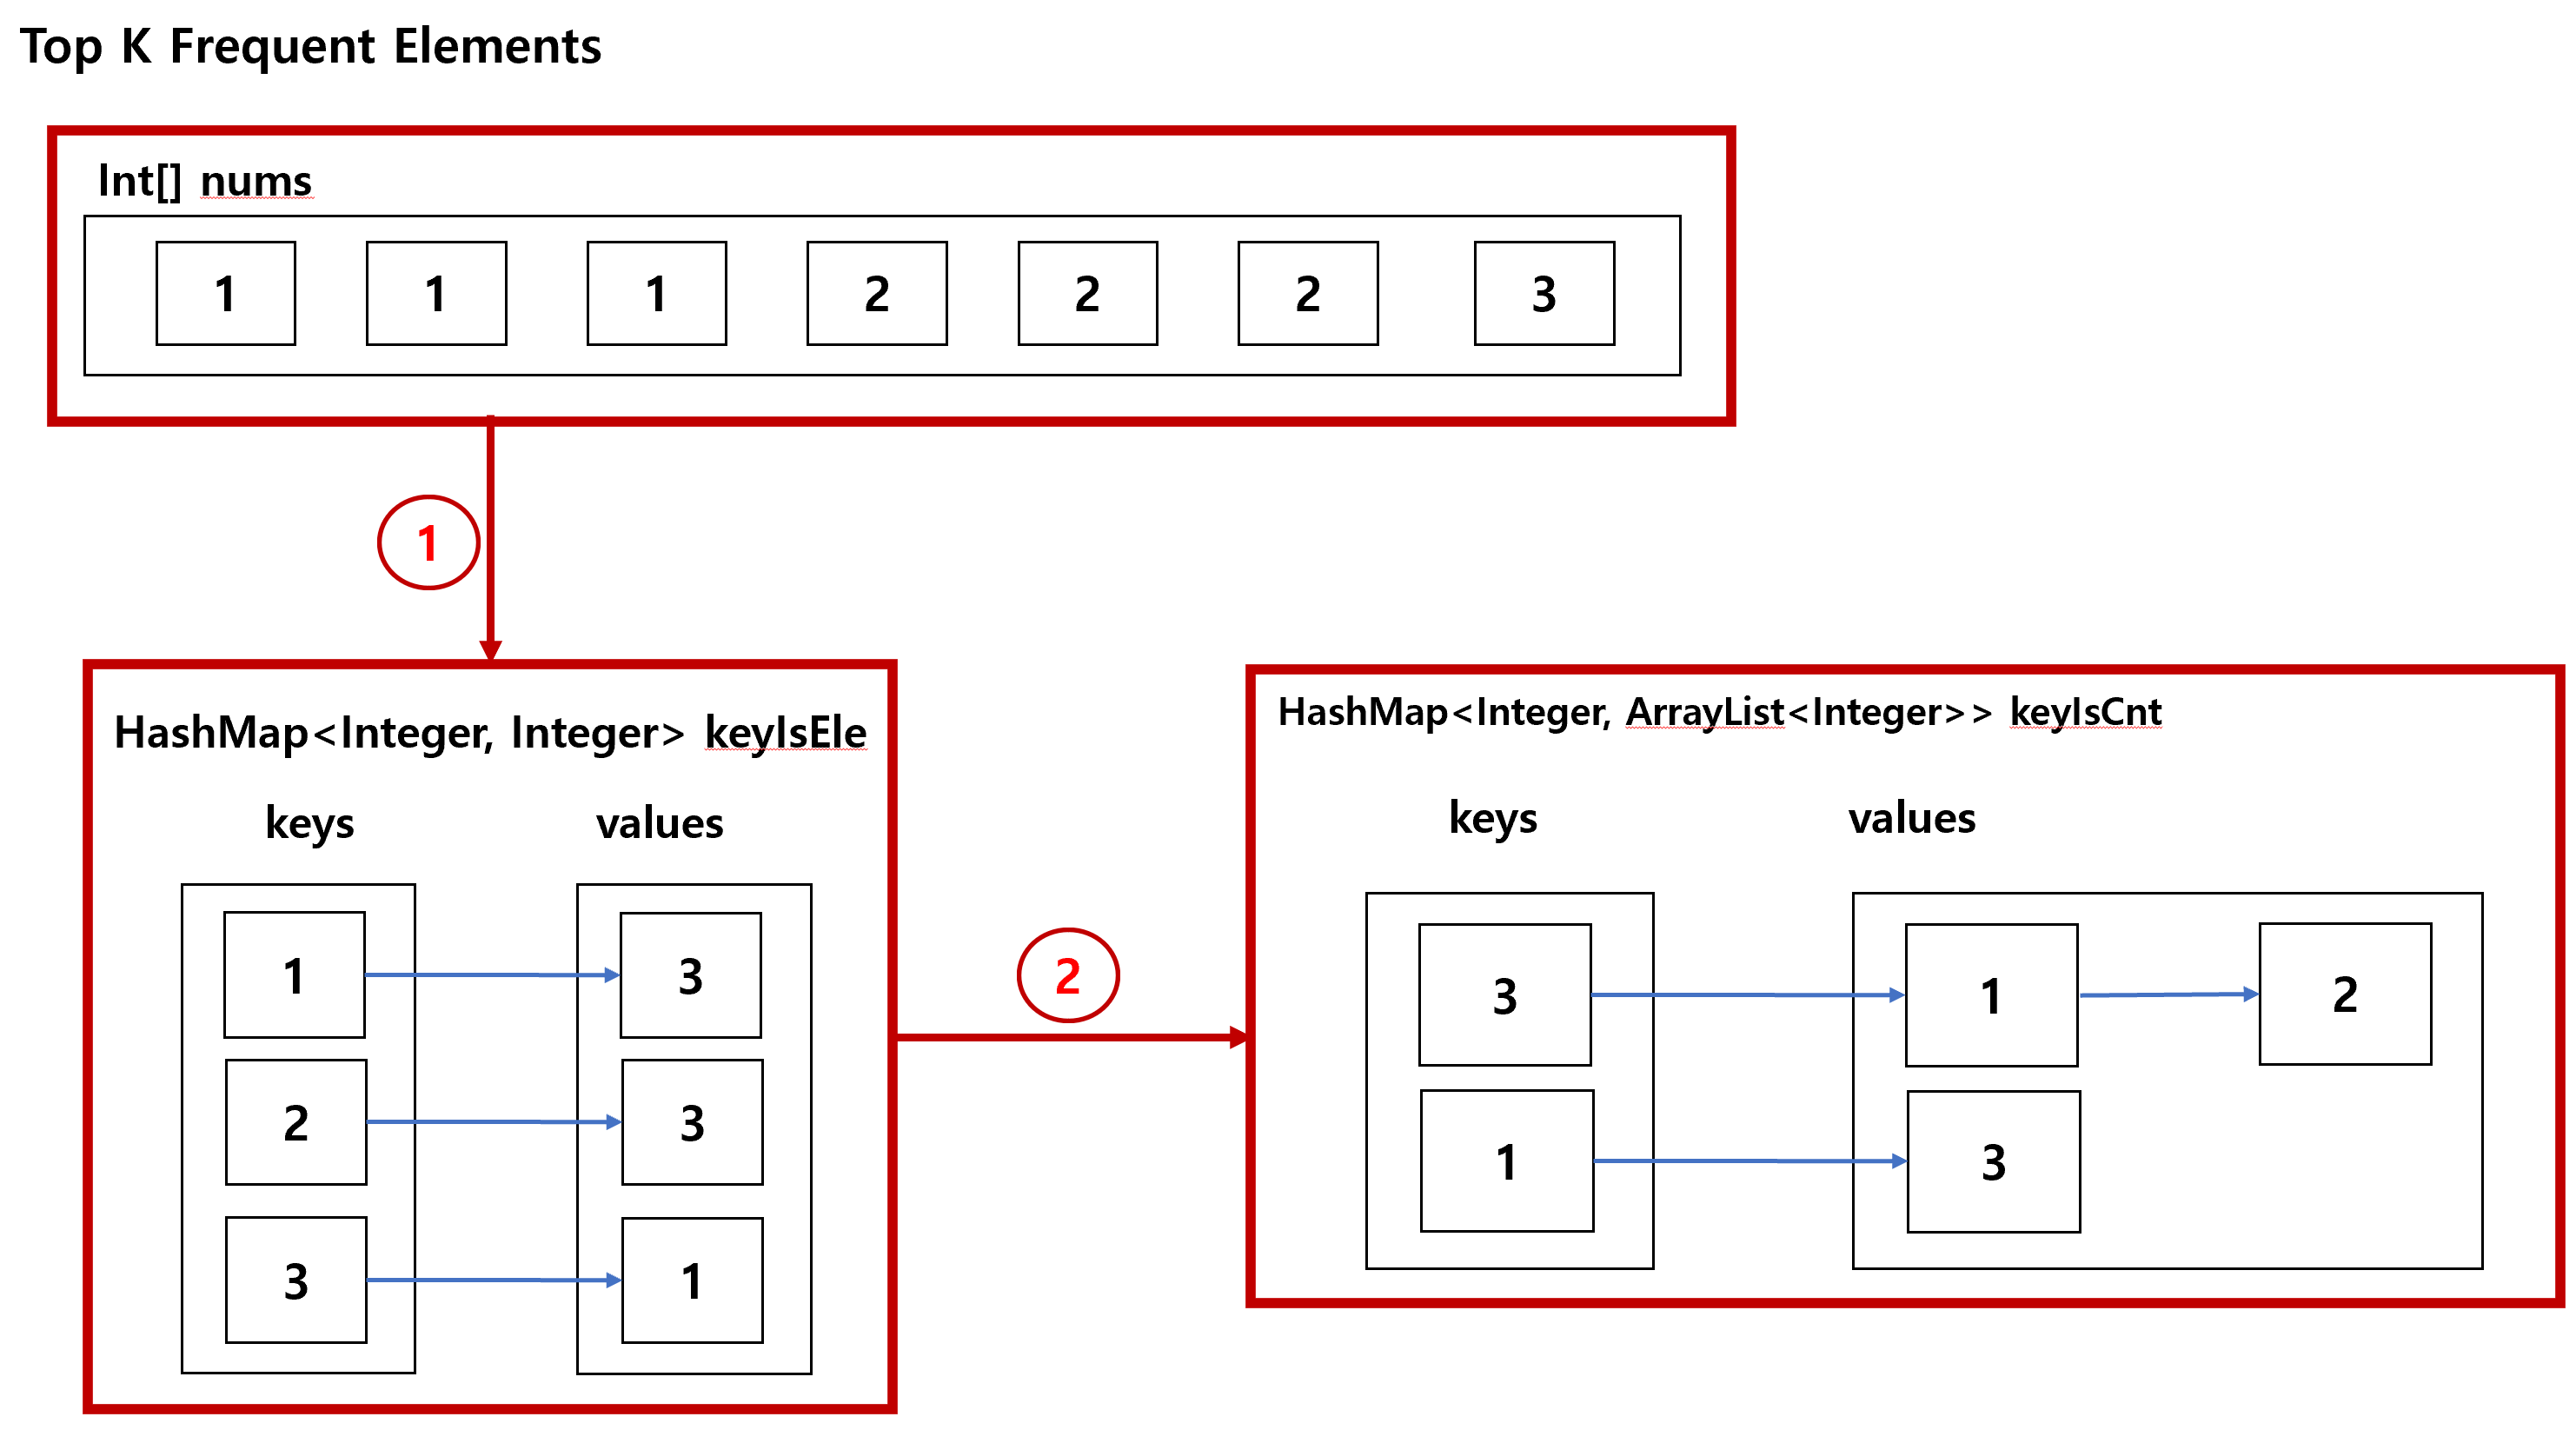 Top K Frequent Elements
Int[] nums
1 1 1 2 2 2 3
1
HashMap<Integer, Integer> keyIsEle
keys values
1 3
2 3
3 1
2
HashMap<Integer, ArrayList<Integer>> keyIsCnt
keys values
3 1 2
1 3